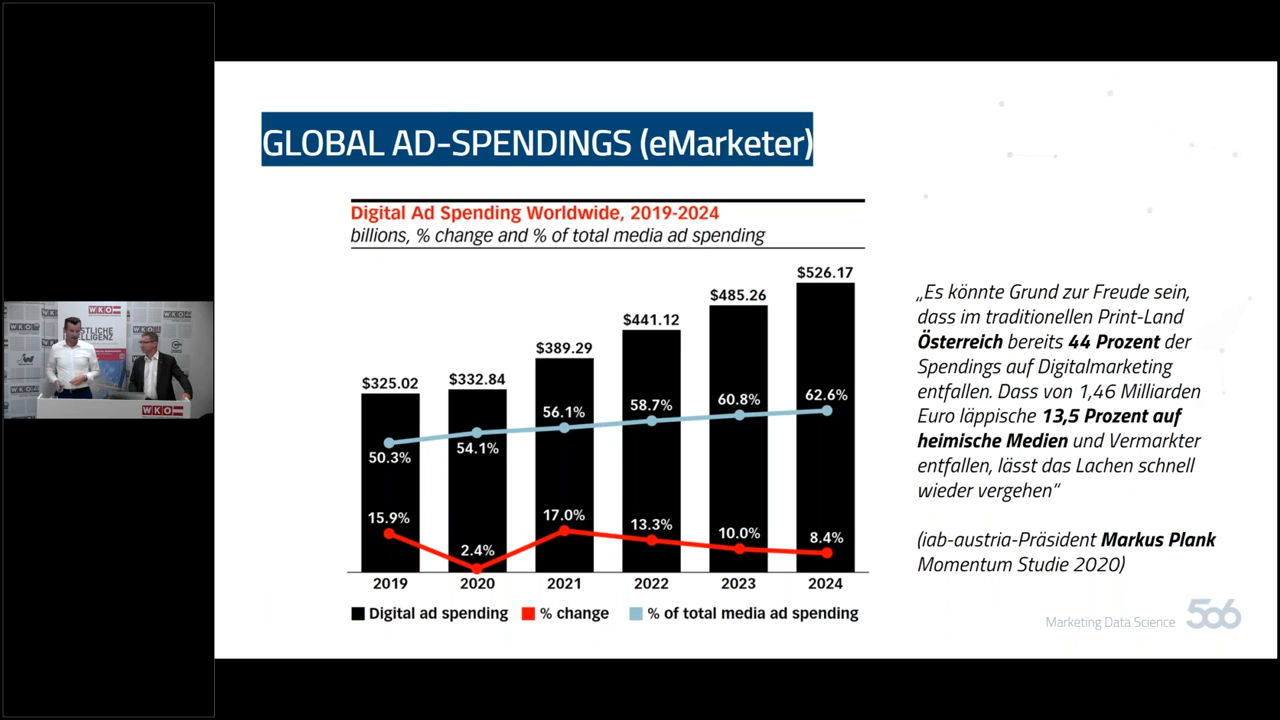 GLOBAL AD-SPENDINGS (eMarketer)
Digital Ad Spending Worldwide, 2019-2024
billions, % change and % of total media ad spending
$325.02
$332.84
$389.29
$441.12
$485.26
$526.17
50.3%
54.1%
56.1%
58.7%
60.8%
62.6%
15.9%
2.4%
17.0%
13.3%
10.0%
8.4%
2019
2020
2021
2022
2023
2024
Digital ad spending
% change
% of total media ad spending
„Es könnte Grund zur Freude sein,
dass im traditionellen Print-Land
Österreich bereits 44 Prozent der
Spendings auf Digitalmarketing
entfallen. Dass von 1,46 Milliarden
Euro läppische 13,5 Prozent auf
heimische Medien und Vermarkter
entfallen, lässt das Lachen schnell
wieder vergehen“
(iab-austria-Präsident Markus Plank
Momentum Studie 2020)
Marketing Data Science 506
WKO
WKO
WKO
WKO